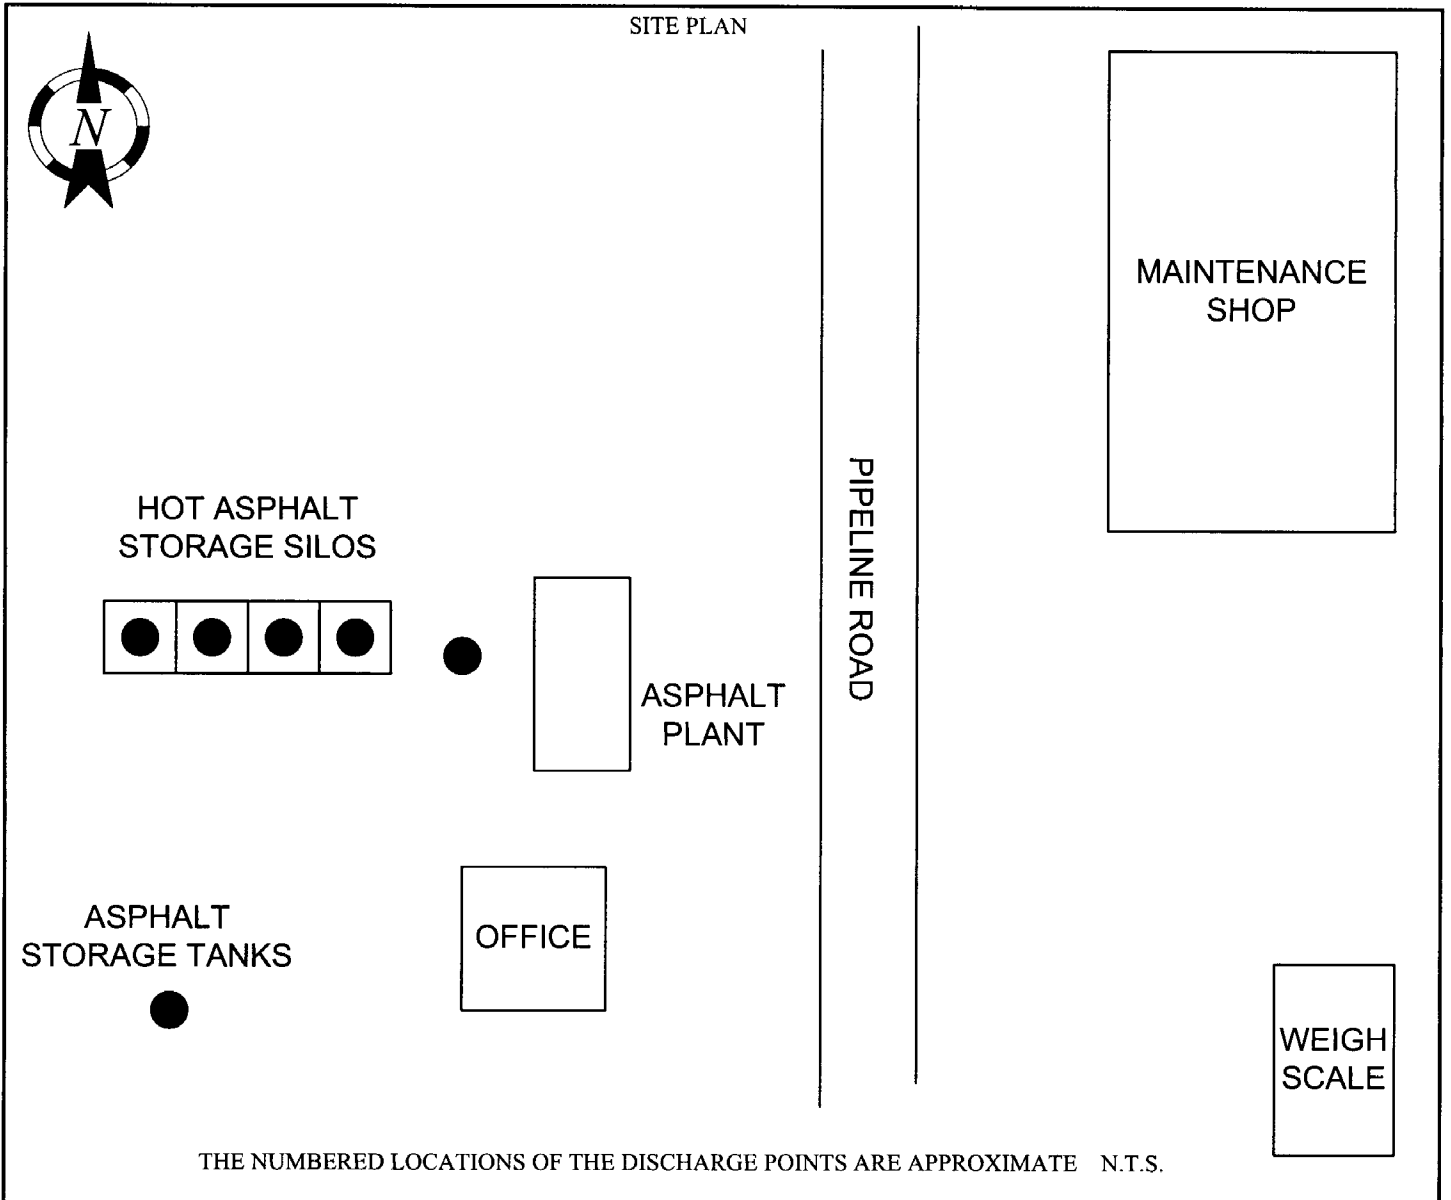 SITE PLAN
N
MAINTENANCE
SHOP
PIPELINE ROAD
HOT ASPHALT
STORAGE SILOS
ASPHALT
PLANT
ASPHALT
STORAGE TANKS
OFFICE
WEIGH
SCALE
THE NUMBERED LOCATIONS OF THE DISCHARGE POINTS ARE APPROXIMATE N.T.S.